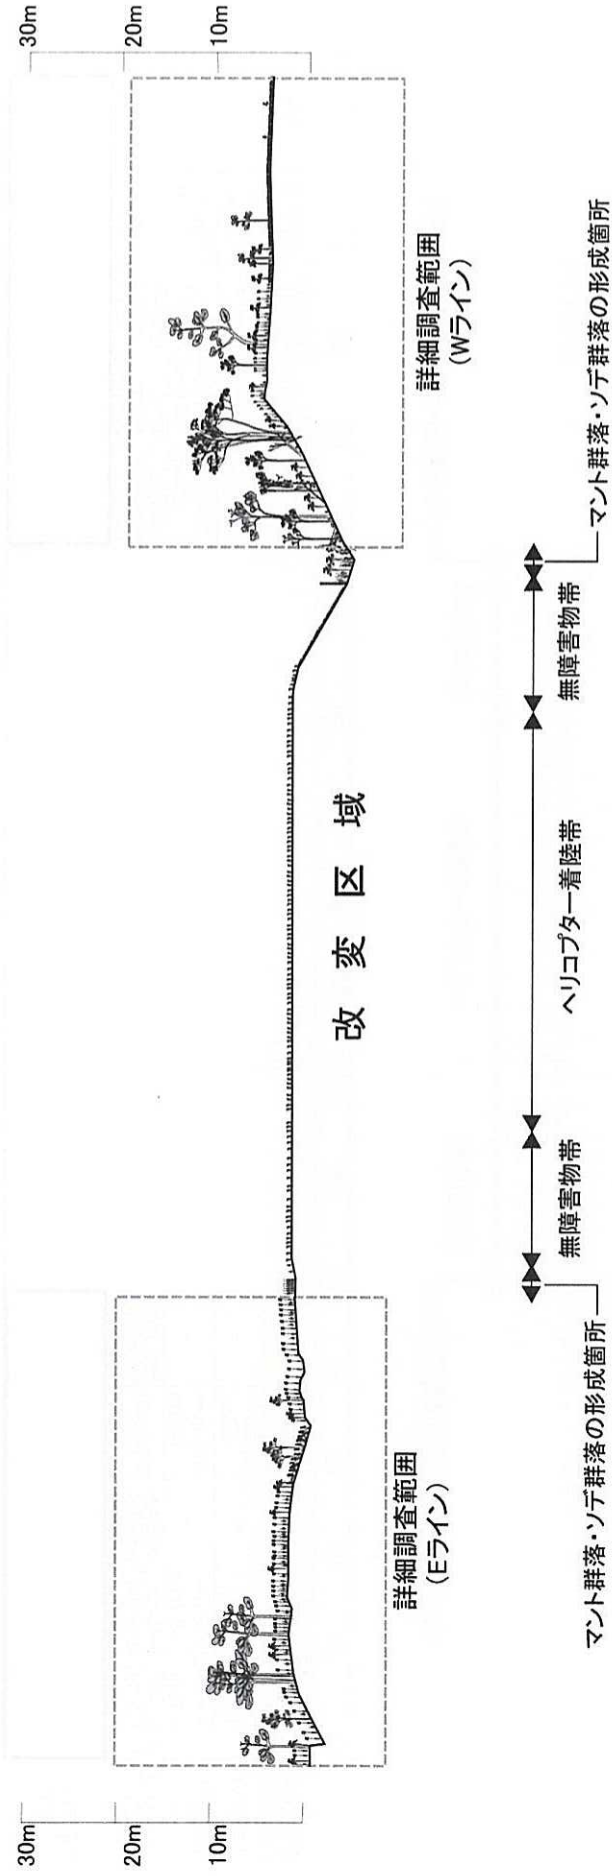 30m
20m
10m
30m
20m
10m
詳細調査範囲
(Eライン)
改変区域
詳細調査範囲
(Wライン)
マント群落・ソデ群落の形成箇所
無障害物帯
ヘリコプター着陸帯
無障害物帯
マント群落・ソデ群落の形成箇所